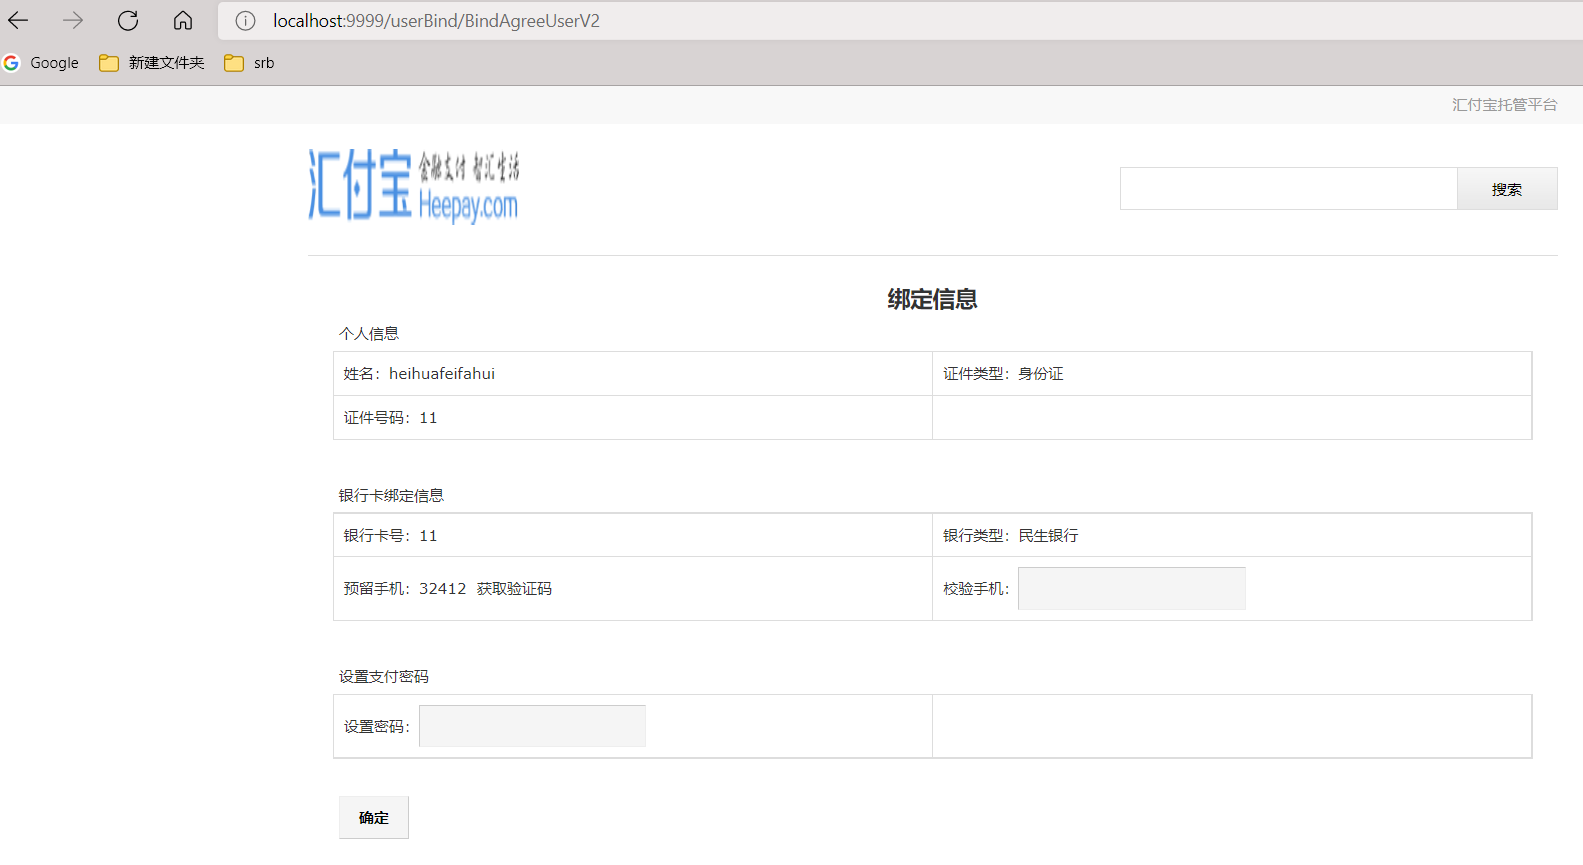 localhost:9999/userBind/BindAgreeUserV2
Google 新建文件夹 srb
汇付宝托管平台
汇付宝 金融支付 智汇生活
Heepay.com
搜索
绑定信息
个人信息
姓名：heihuafeifahui 证件类型：身份证
证件号码：11
银行卡绑定信息
银行卡号：11 银行类型：民生银行
预留手机：32412 获取验证码 校验手机：
设置支付密码
设置密码：
确定